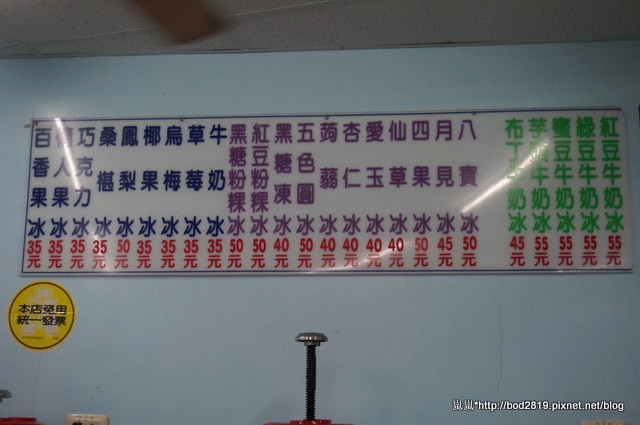 紅豆牛奶冰55元
綠豆牛奶冰55元
蜜豆牛奶冰55元
芋頭牛奶冰55元
布丁牛奶冰45元
八寶冰50元
月見冰45元
四果冰50元
仙草冰40元
愛玉冰40元
杏仁冰40元
蒟蒻冰40元
五色圓冰50元
黑糖凍冰40元
紅豆粉粿冰50元
黑糖粉粿冰50元
牛奶冰35元
草莓冰35元
烏梅冰35元
椰果冰35元
鳳梨冰50元
桑椹冰35元
巧克力冰35元
情人果冰35元
百香果冰35元
本店免用
統一發票
嵐嵐*http://bod2819.pixnet.net/blog